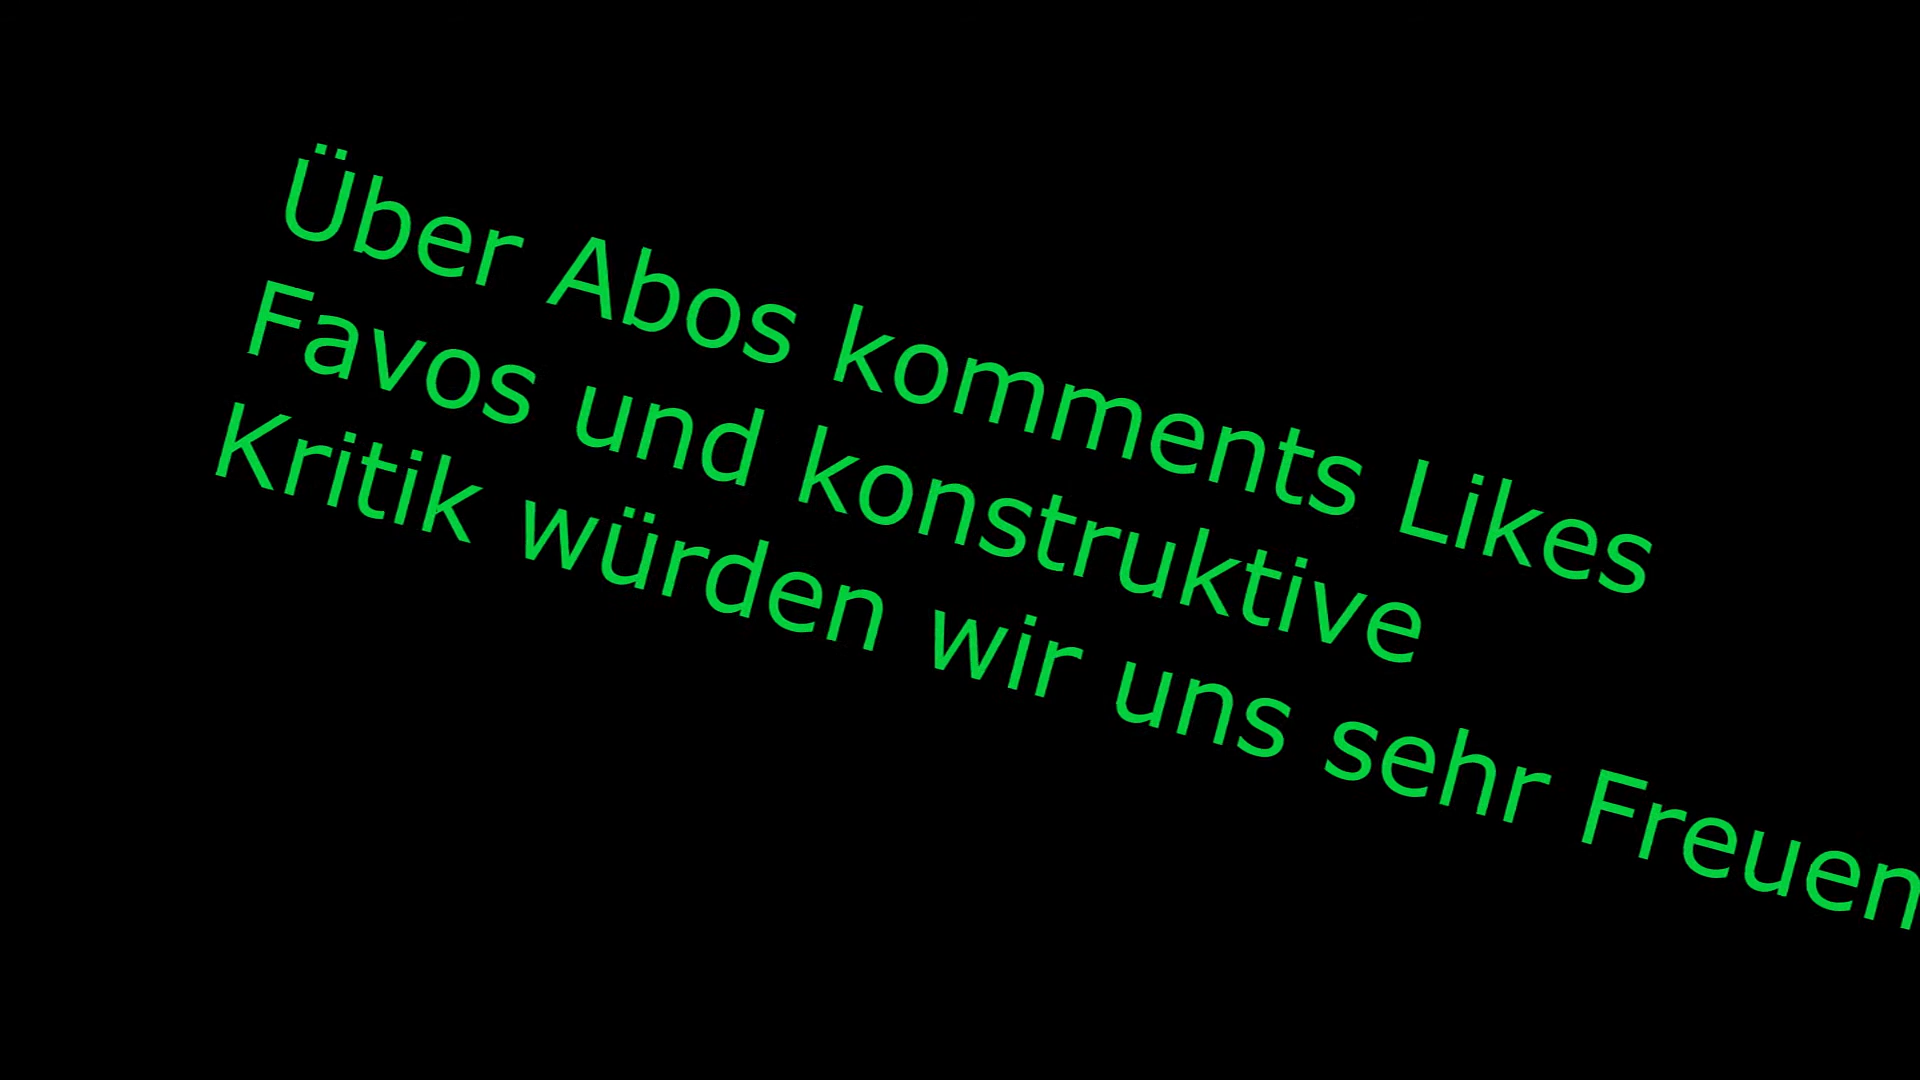 Über Abos komments Likes
Favos und konstruktive
Kritik würden wir uns sehr Freuen